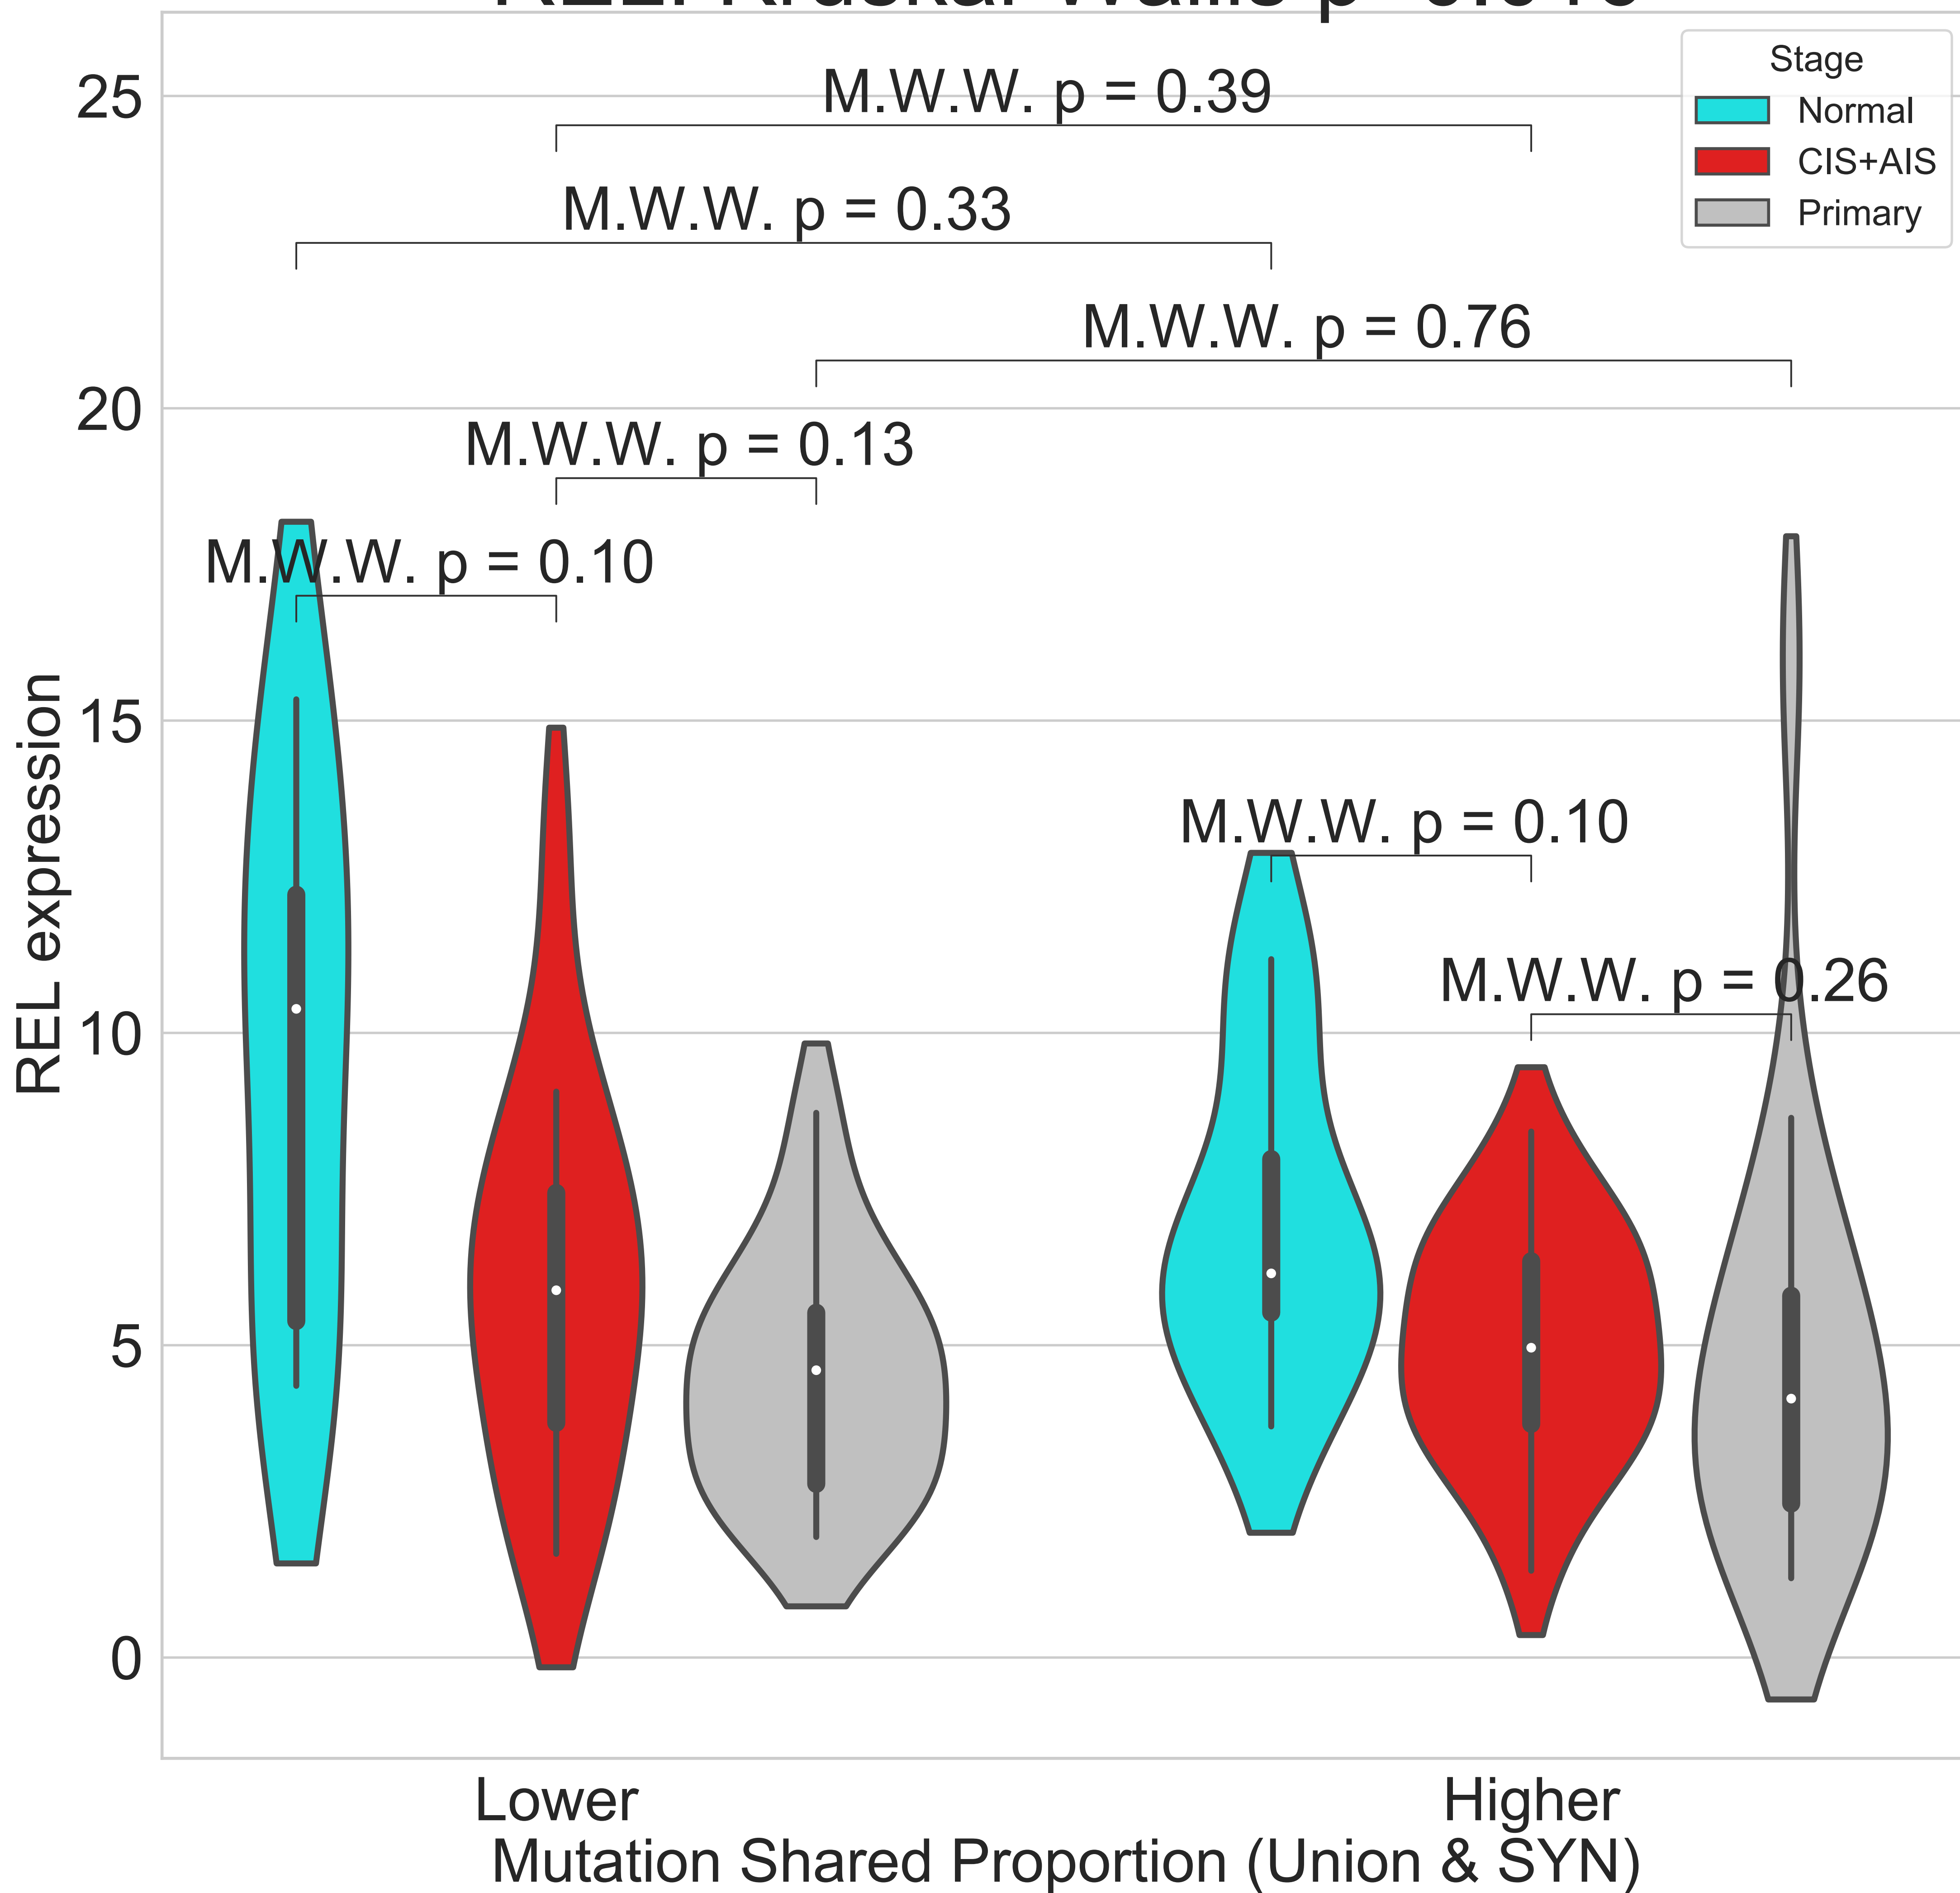 Stage
Normal
CIS+AIS
Primary
M.W.W. p = 0.39
M.W.W. p = 0.33
M.W.W. p = 0.76
M.W.W. p = 0.13
M.W.W. p = 0.10
M.W.W. p = 0.10
M.W.W. p = 0.26
25
20
15
10
5
0
REL expression
Lower
Higher
Mutation Shared Proportion (Union & SYN)